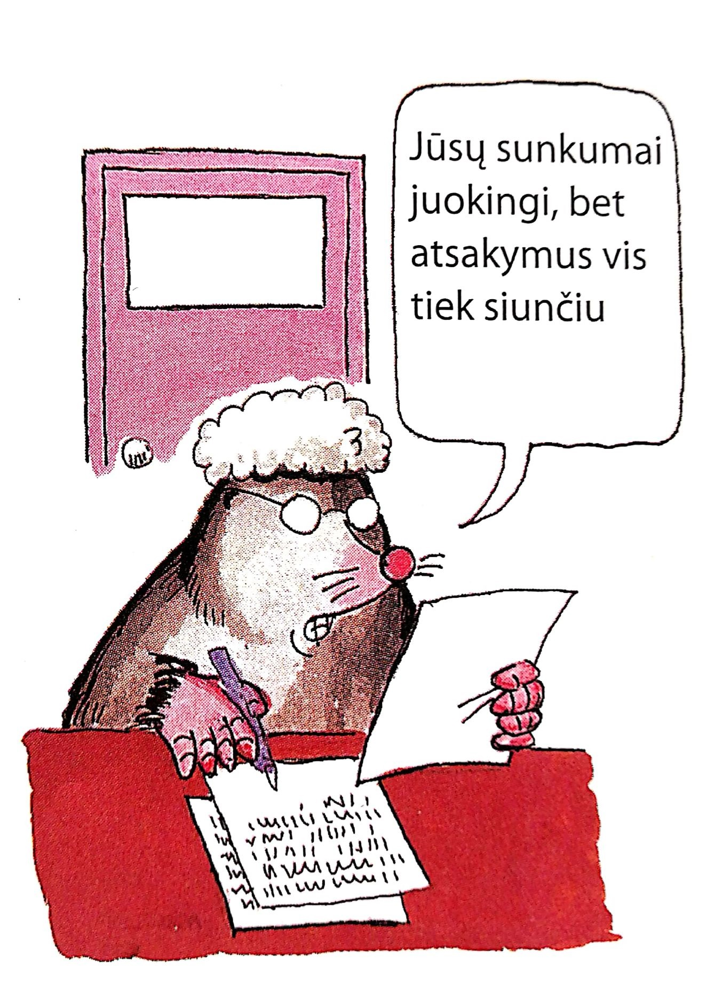 Jūsų sunkumai
juokingi, bet
atsakymus vis
tiek siunčiu